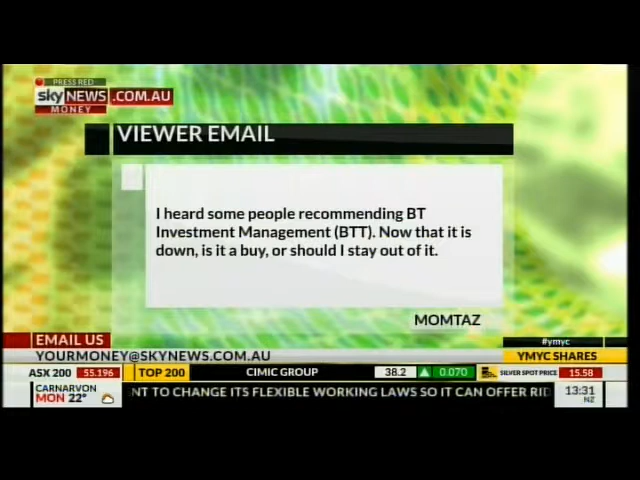 PRESS RED
sky NEWS .COM.AU
MONEY
VIEWER EMAIL
I heard some people recommending BT
Investment Management (BTT). Now that it is
down, is it a buy, or should I stay out of it.
MOMTAZ
EMAIL US
#ymyc
YOURMONEY@SKYNEWS.COM.AU
YMYC SHARES
ASX 200 55.196 TOP 200 CIMIC GROUP 38.2 0.070 SILVER SPOT PRICE 15.58
CARNARVON
MON 22°
NT TO CHANGE ITS FLEXIBLE WORKING LAWS SO IT CAN OFFER RID
13:31
NZ